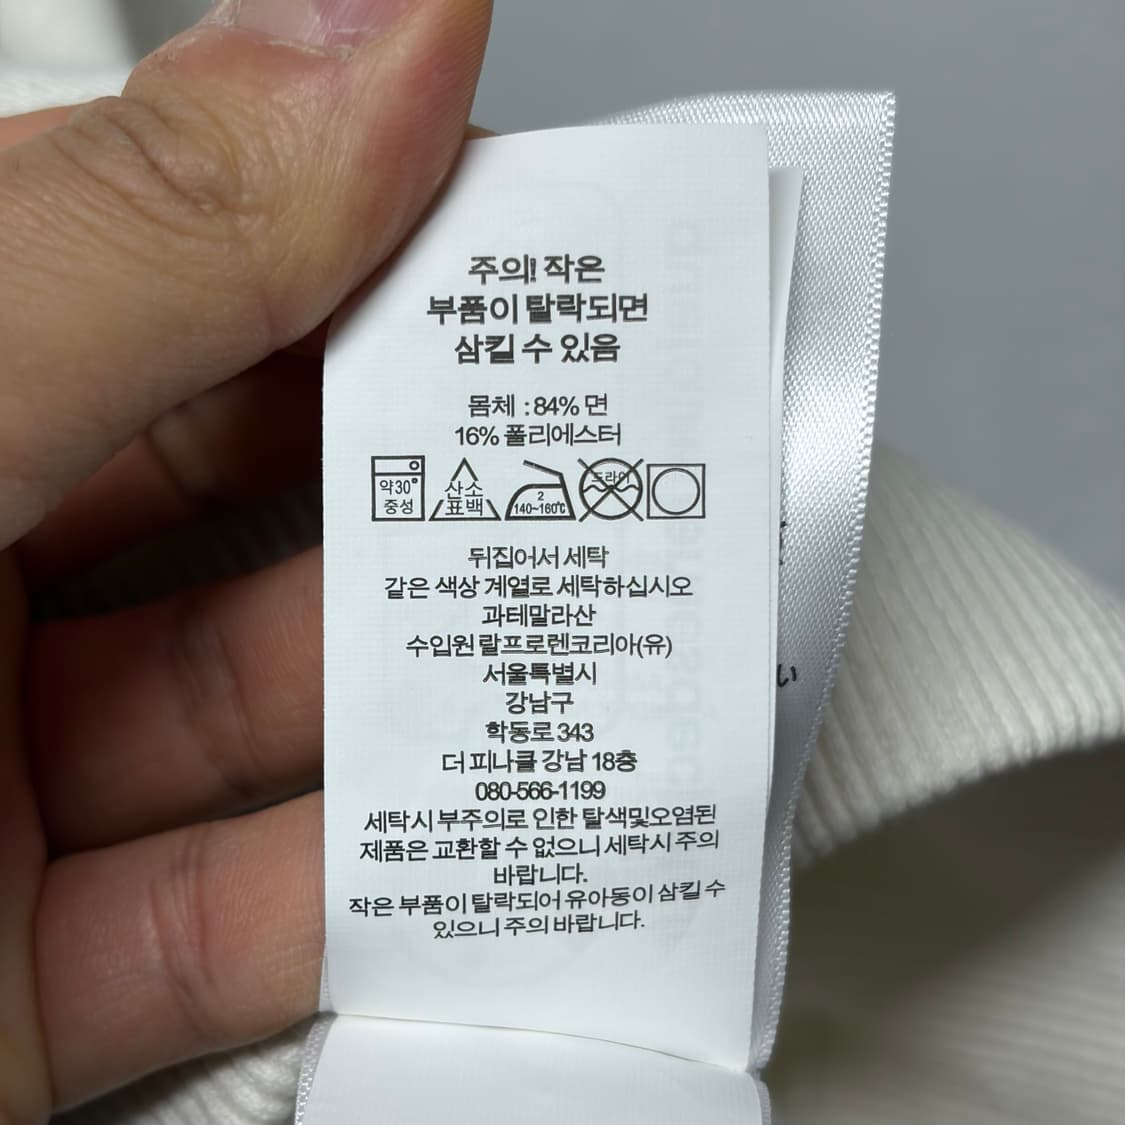 주의! 작은
부품이 탈락되면
삼킬 수 있음
몸체 : 84% 면
16% 폴리에스터
약30° 중성
산소 표백
2 140~160℃
드라이
뒤집어서 세탁
같은 색상 계열로 세탁하십시오
과테말라산
수입원 랄프로렌코리아(유)
서울특별시
강남구
학동로 343
더 피나클 강남 18층
080-566-1199
세탁시 부주의로 인한 탈색및오염된
제품은 교환할 수 없으니 세탁시 주의
바랍니다.
작은 부품이 탈락되어 유아동이 삼킬 수
있으니 주의 바랍니다.